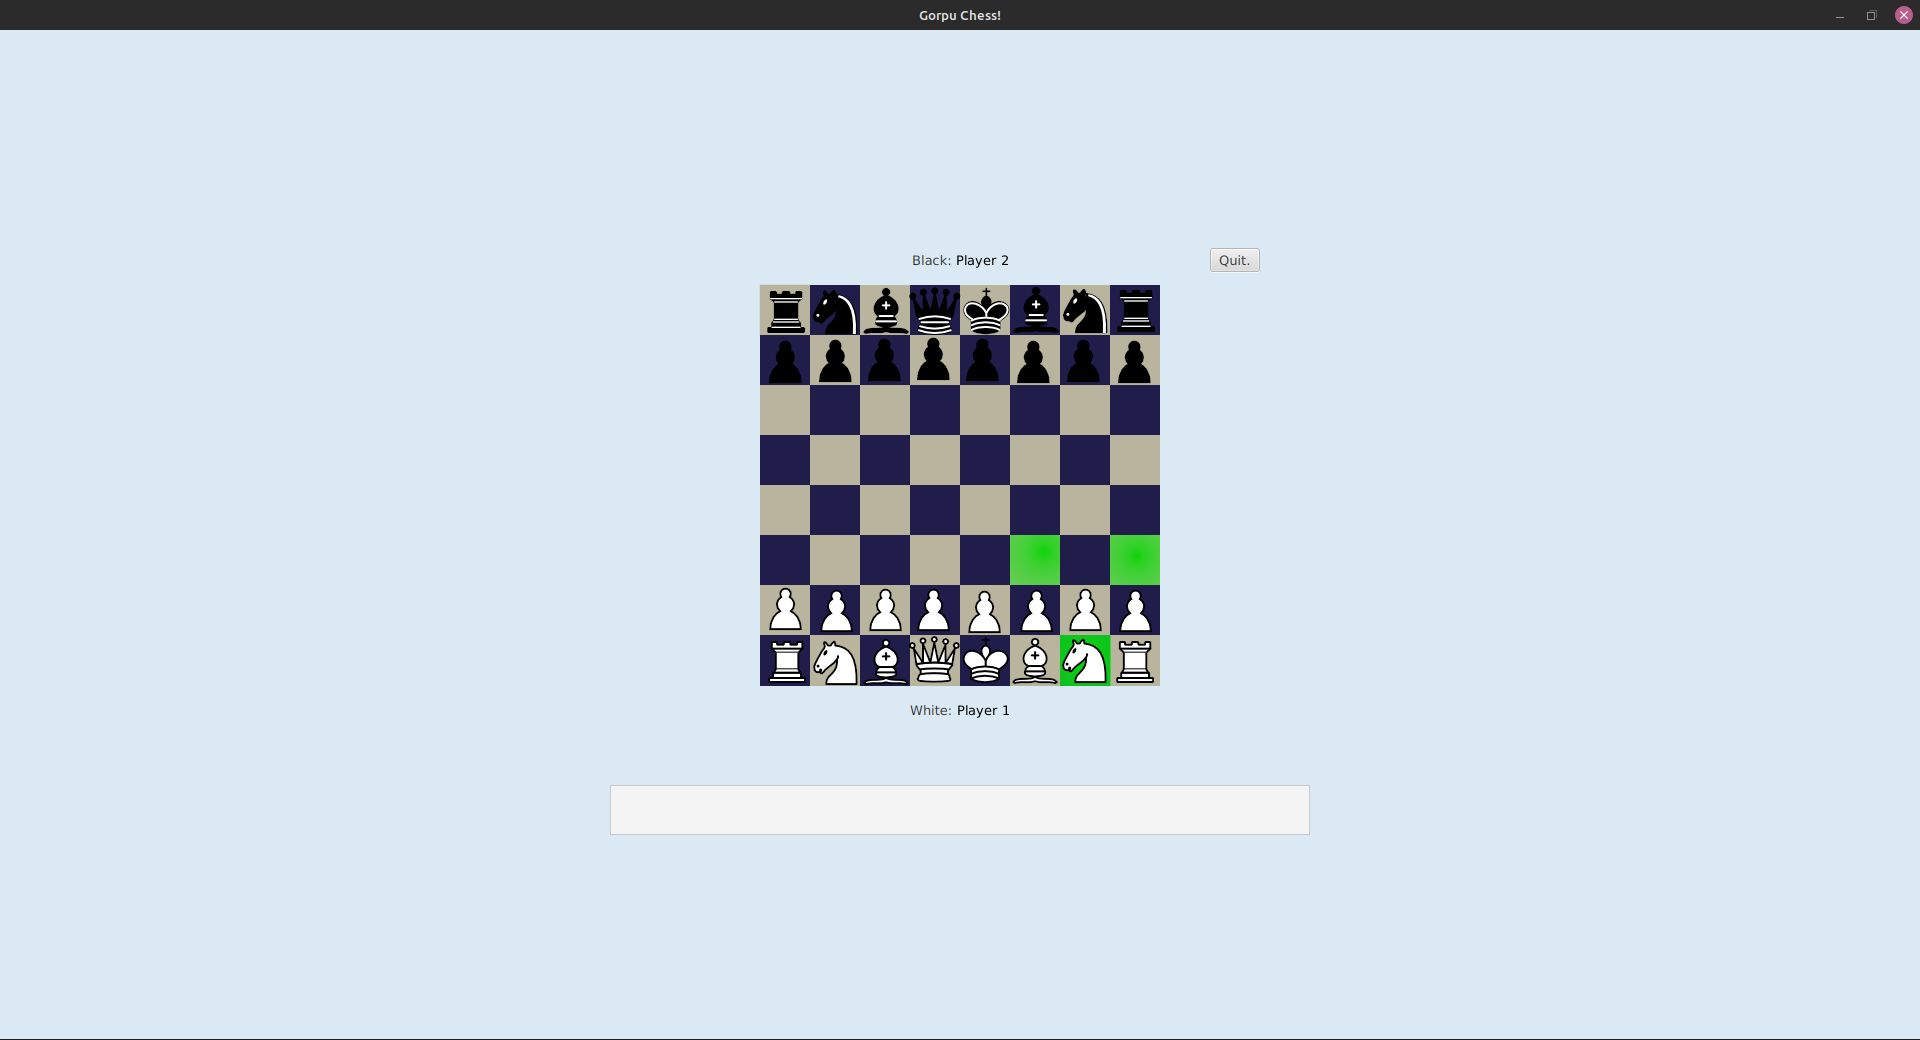 Gorpu Chess!
Black: Player 2
Quit.
White: Player 1